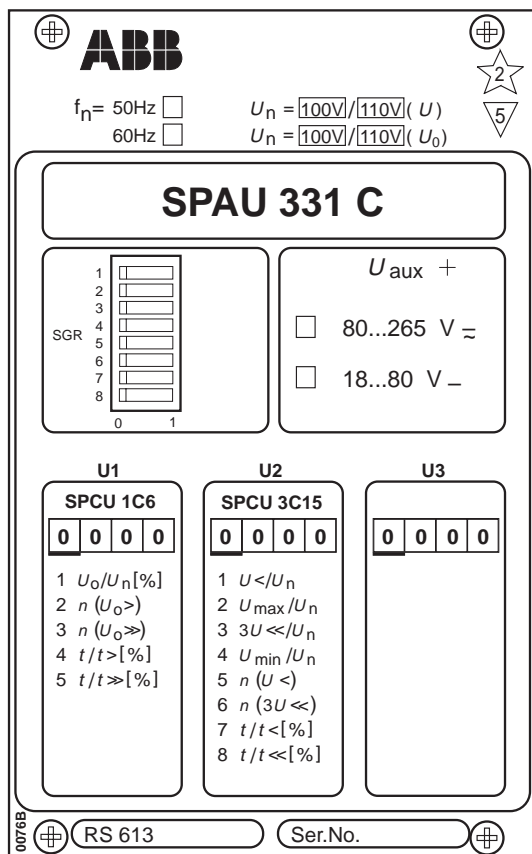 ABB
2
5
fn= 50Hz
60Hz
Un = 100V/110V( U)
Un = 100V/110V( U0)
SPAU 331 C
SGR
1
2
3
4
5
6
7
8
0 1
U aux +
80...265 V
18...80 V
U1
SPCU 1C6
0 0 0 0
1 Uo/Un[%]
2 n (Uo>)
3 n (Uo≫)
4 t/t>[%]
5 t/t≫[%]
U2
SPCU 3C15
0 0 0 0
1 U</Un
2 Umax/Un
3 3U≪/Un
4 Umin/Un
5 n (U<)
6 n (3U≪)
7 t/t<[%]
8 t/t≪[%]
U3
0 0 0 0
0076B
RS 613
Ser.No.